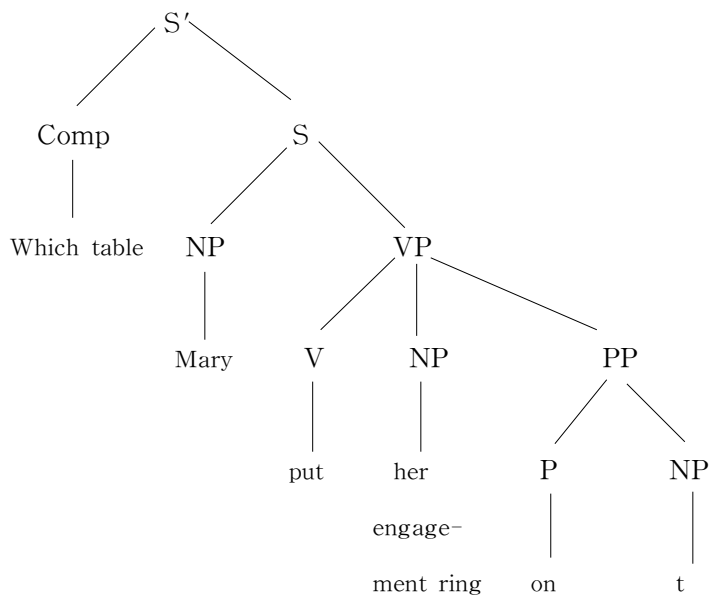 S′
Comp S
Which table NP VP
Mary V NP PP
put her P NP
engage-
ment ring on t